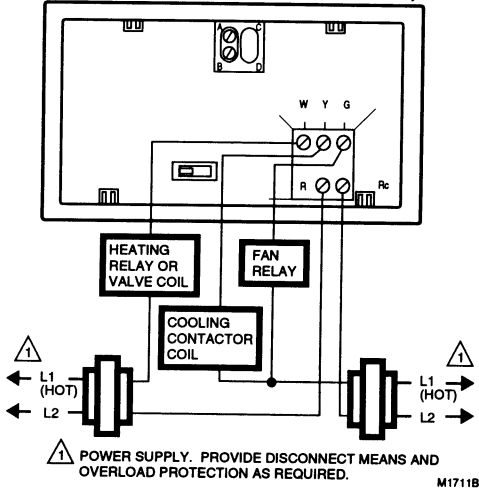 A C
B D
W Y G
R Rc
HEATING
RELAY OR
VALVE COIL
FAN
RELAY
COOLING
CONTACTOR
COIL
1
L1
(HOT)
L2
1
L1
(HOT)
L2
1 POWER SUPPLY. PROVIDE DISCONNECT MEANS AND
OVERLOAD PROTECTION AS REQUIRED.
M1711B